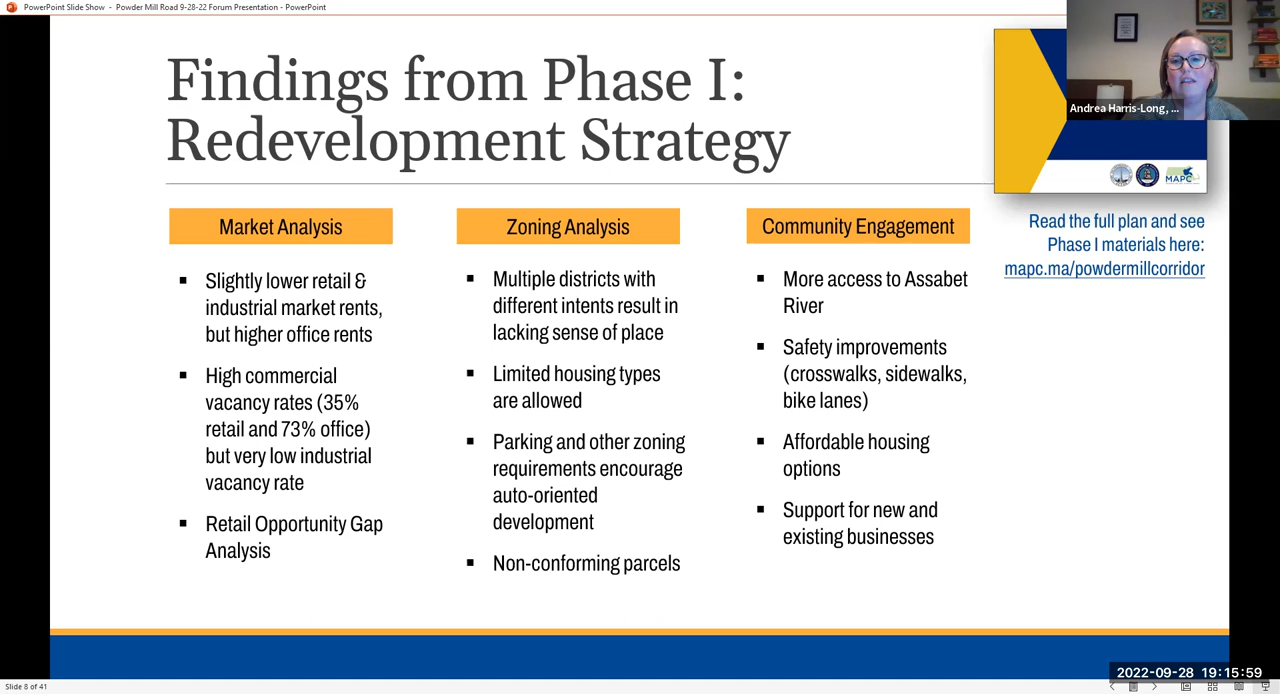 PowerPoint Slide Show - Powder Mill Road 9-28-22 Forum Presentation - PowerPoint
Findings from Phase I:
Redevelopment Strategy
Andrea Harris-Long, ...
MAPC
Read the full plan and see
Phase I materials here:
mapc.ma/powdermillcorridor
Market Analysis
Slightly lower retail &
industrial market rents,
but higher office rents
High commercial
vacancy rates (35%
retail and 73% office)
but very low industrial
vacancy rate
Retail Opportunity Gap
Analysis
Zoning Analysis
Multiple districts with
different intents result in
lacking sense of place
Limited housing types
are allowed
Parking and other zoning
requirements encourage
auto-oriented
development
Non-conforming parcels
Community Engagement
More access to Assabet
River
Safety improvements
(crosswalks, sidewalks,
bike lanes)
Affordable housing
options
Support for new and
existing businesses
2022-09-28 19:15:59
Slide 8 of 41